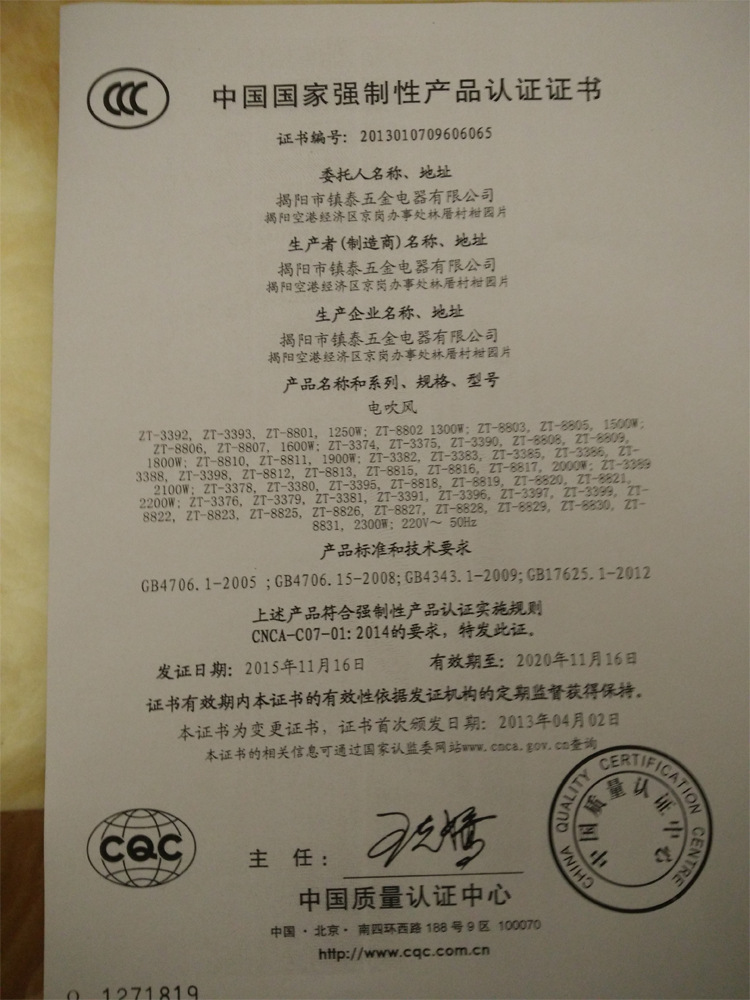 中国国家强制性产品认证证书
证书编号: 2013010709606065
委托人名称、地址
揭阳市镇泰五金电器有限公司
揭阳空港经济区京岗办事处林厝村柑园片
生产者(制造商)名称、地址
揭阳市镇泰五金电器有限公司
揭阳空港经济区京岗办事处林厝村柑园片
生产企业名称、地址
揭阳市镇泰五金电器有限公司
揭阳空港经济区京岗办事处林厝村柑园片
产品名称和系列、规格、型号
电吹风
ZT-3392, ZT-3393, ZT-8801, 1250W; ZT-8802 1300W; ZT-8803, ZT-8805, 1500W;
ZT-8806, ZT-8807, 1600W; ZT-3374, ZT-3375, ZT-3390, ZT-8808, ZT-8809,
1800W; ZT-8810, ZT-8811, 1900W; ZT-3382, ZT-3383, ZT-3385, ZT-3386, ZT-
3388, ZT-3398, ZT-8812, ZT-8813, ZT-8815, ZT-8816, ZT-8817, 2000W; ZT-3389
2100W; ZT-3378, ZT-3380, ZT-3395, ZT-8818, ZT-8819, ZT-8820, ZT-8821,
2200W; ZT-3376, ZT-3379, ZT-3381, ZT-3391, ZT-3396, ZT-3397, ZT-3399, ZT-
8822, ZT-8823, ZT-8825, ZT-8826, ZT-8827, ZT-8828, ZT-8829, ZT-8830, ZT-
8831, 2300W; 220V～ 50Hz
产品标准和技术要求
GB4706.1-2005 ;GB4706.15-2008;GB4343.1-2009;GB17625.1-2012
上述产品符合强制性产品认证实施规则
CNCA-C07-01:2014的要求，特发此证。
发证日期: 2015年11月16日 有效期至: 2020年11月16日
证书有效期内本证书的有效性依据发证机构的定期监督获得保持。
本证书为变更证书，证书首次颁发日期: 2013年04月02日
本证书的相关信息可通过国家认监委网站www.cnca.gov.cn查询
CHINA QUALITY CERTIFICATION CENTRE
中国质量认证中心
CQC
主 任:
中国质量认证中心
中国·北京·南四环西路188号9区 100070
http://www.cqc.com.cn
1271819